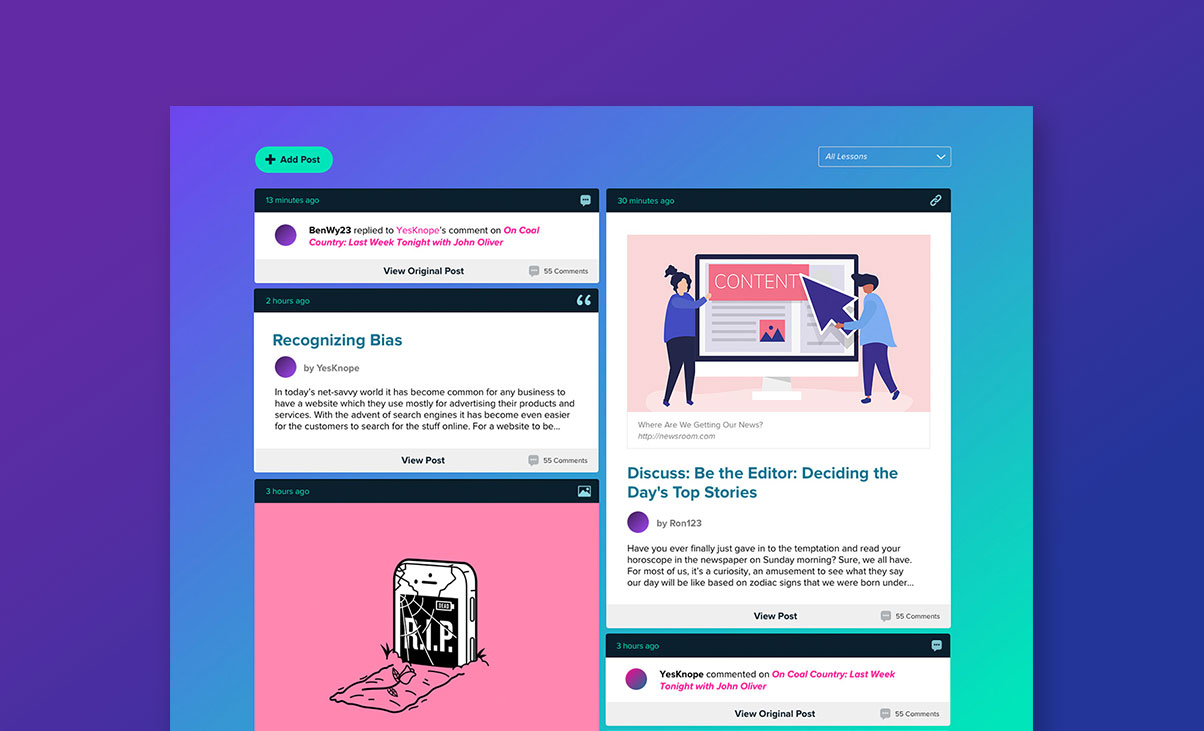 Add Post
All Lessons
13 minutes ago
BenWy23 replied to YesKnope's comment on On Coal
Country: Last Week Tonight with John Oliver
View Original Post
55 Comments
2 hours ago
Recognizing Bias
by YesKnope
In today's net-savvy world it has become common for any business to
have a website which they use mostly for advertising their products and
services. With the advent of search engines it has become even easier
for the customers to search for the stuff online. For a website to be...
View Post
55 Comments
3 hours ago
DEAD
R.I.P.
30 minutes ago
CONTENT
Where Are We Getting Our News?
http://newsroom.com
Discuss: Be the Editor: Deciding the
Day's Top Stories
by Ron123
Have you ever finally just gave in to the temptation and read your
horoscope in the newspaper on Sunday morning? Sure, we all have.
For most of us, it's a curiosity, an amusement to see what they say
our day will be like based on zodiac signs that we were born under...
View Post
55 Comments
3 hours ago
YesKnope commented on On Coal Country: Last Week
Tonight with John Oliver
View Original Post
55 Comments